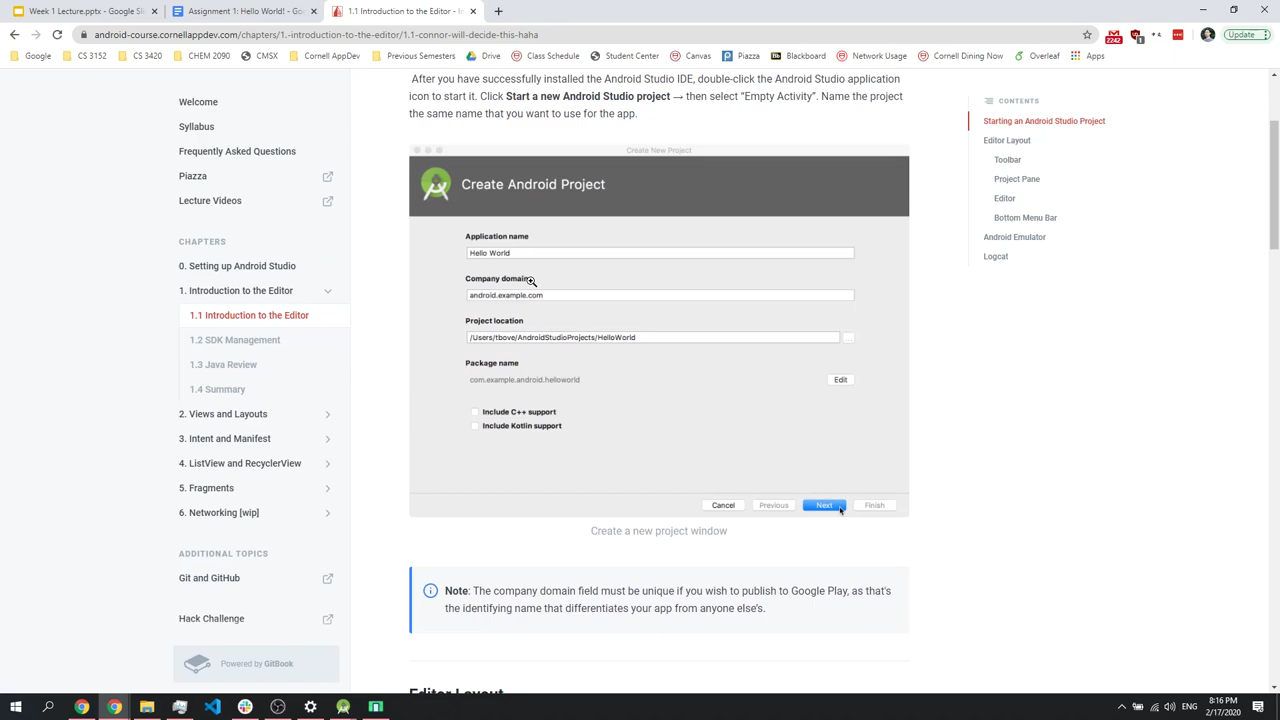 Week 1 Lecture.pptx - Google Sli
Assignment 1: Hello World - Goo
1.1 Introduction to the Editor - E
android-course.cornellappdev.com/chapters/1.-introduction-to-the-editor/1.1-connor-will-decide-this-haha
2242
1
Update
Google
CS 3152
CS 3420
CHEM 2090
CMSX
Cornell AppDev
Previous Semesters
Drive
Class Schedule
Student Center
Canvas
Piazza
Blackboard
Network Usage
Cornell Dining Now
Overleaf
Apps
Welcome
Syllabus
Frequently Asked Questions
Piazza
Lecture Videos
CHAPTERS
0. Setting up Android Studio
1. Introduction to the Editor
1.1 Introduction to the Editor
1.2 SDK Management
1.3 Java Review
1.4 Summary
2. Views and Layouts
3. Intent and Manifest
4. ListView and RecyclerView
5. Fragments
6. Networking [wip]
ADDITIONAL TOPICS
Git and GitHub
Hack Challenge
Powered by GitBook
After you have successfully installed the Android Studio IDE, double-click the Android Studio application
icon to start it. Click Start a new Android Studio project → then select “Empty Activity”. Name the project
the same name that you want to use for the app.
Create New Project
Create Android Project
Application name
Hello World
Company domain
android.example.com
Project location
/Users/tbove/AndroidStudioProjects/HelloWorld
...
Package name
com.example.android.helloworld
Edit
Include C++ support
Include Kotlin support
Cancel
Previous
Next
Finish
Create a new project window
Note: The company domain field must be unique if you wish to publish to Google Play, as that's
the identifying name that differentiates your app from anyone else's.
Editor Layout
CONTENTS
Starting an Android Studio Project
Editor Layout
Toolbar
Project Pane
Editor
Bottom Menu Bar
Android Emulator
Logcat
ENG
8:16 PM
2/17/2020